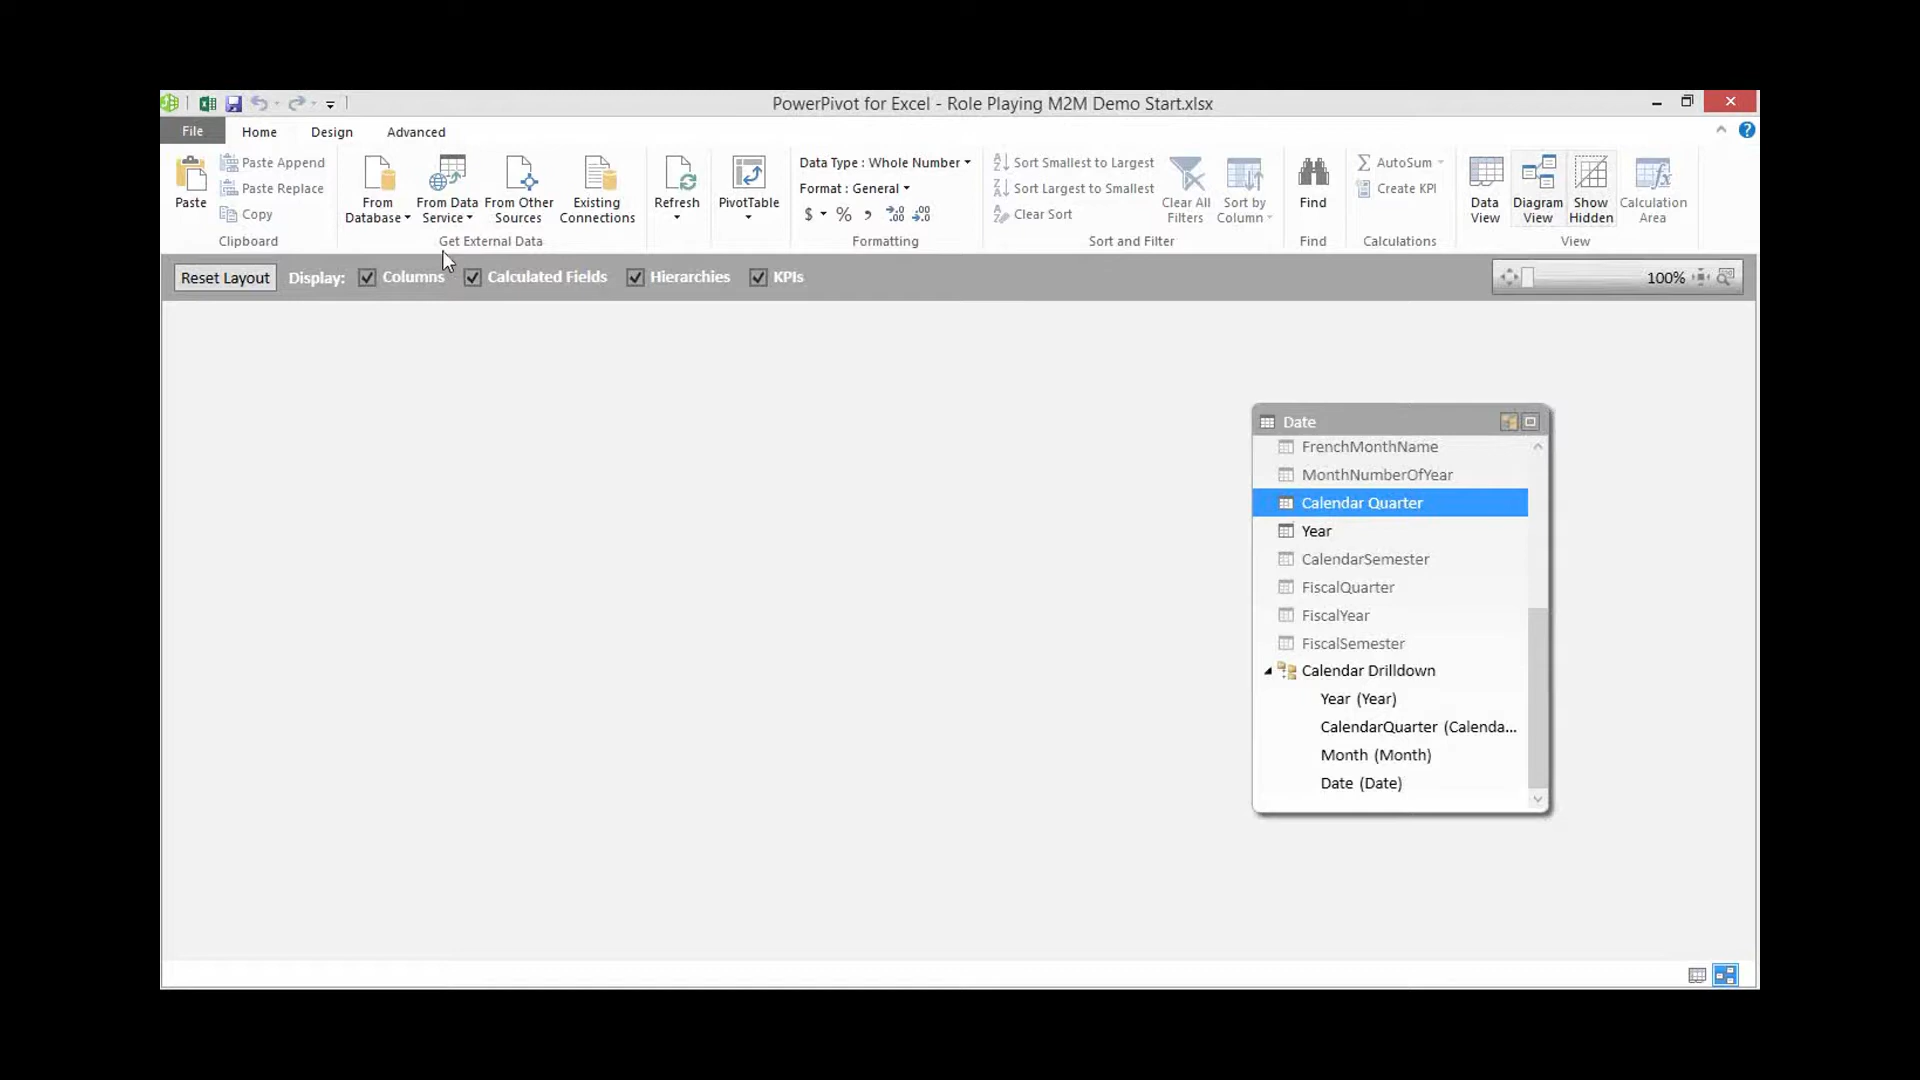 PowerPivot for Excel - Role Playing M2M Demo Start.xlsx
File Home Design Advanced
Paste
Paste Append
Paste Replace
Copy
Clipboard
From Database
From Data Service
From Other Sources
Existing Connections
Get External Data
Refresh
PivotTable
Data Type : Whole Number
Format : General
$ % , .00 .00
Formatting
Sort Smallest to Largest
Sort Largest to Smallest
Clear Sort
Clear All Filters
Sort by Column
Sort and Filter
Find
Find
AutoSum
Create KPI
Calculations
Data View
Diagram View
Show Hidden
Calculation Area
View
Reset Layout Display: Columns Calculated Fields Hierarchies KPIs 100%
Date
FrenchMonthName
MonthNumberOfYear
Calendar Quarter
Year
CalendarSemester
FiscalQuarter
FiscalYear
FiscalSemester
Calendar Drilldown
Year (Year)
CalendarQuarter (Calenda...
Month (Month)
Date (Date)